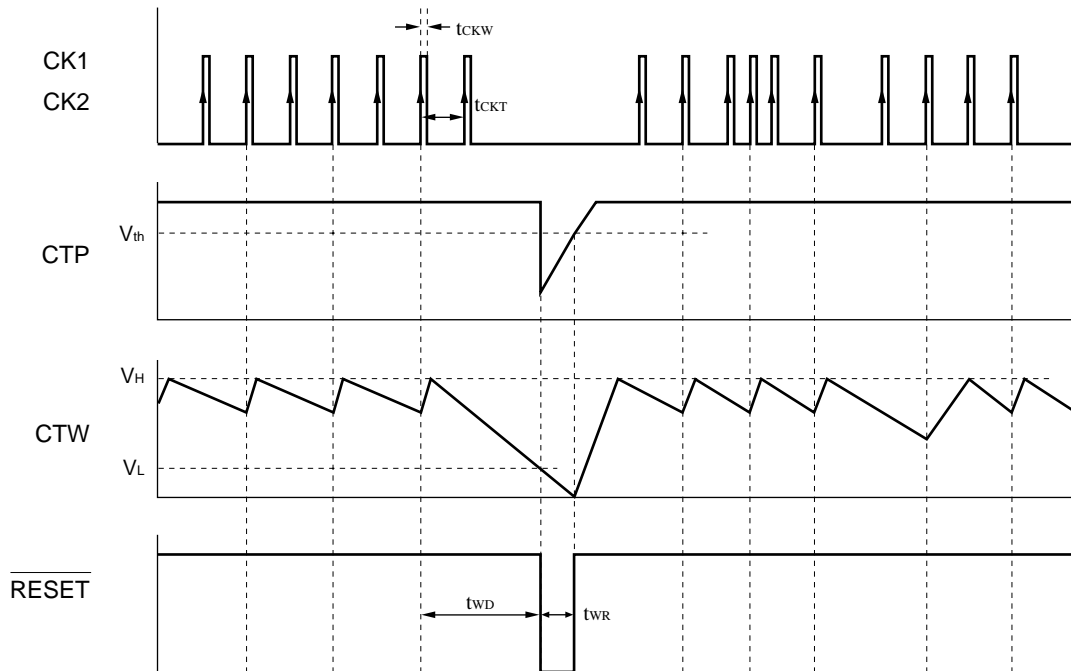 tCKW
CK1
CK2
tCKT
Vth
CTP
VH
CTW
VL
RESET
tWD
tWR